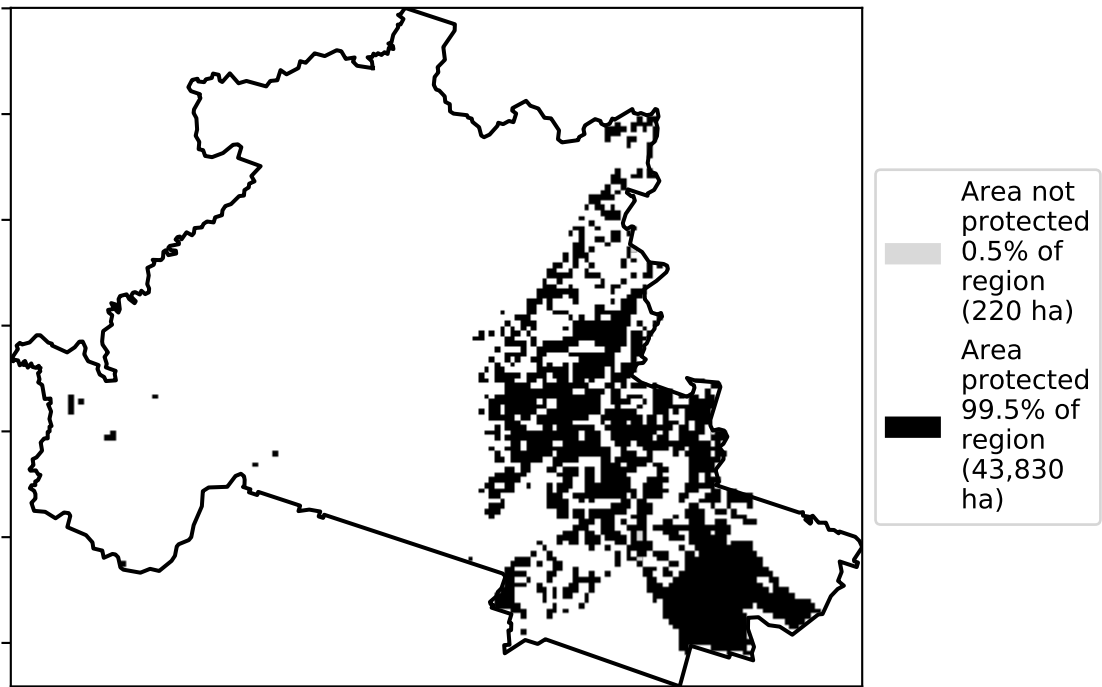 Area not
protected
0.5% of
region
(220 ha)
Area
protected
99.5% of
region
(43,830
ha)